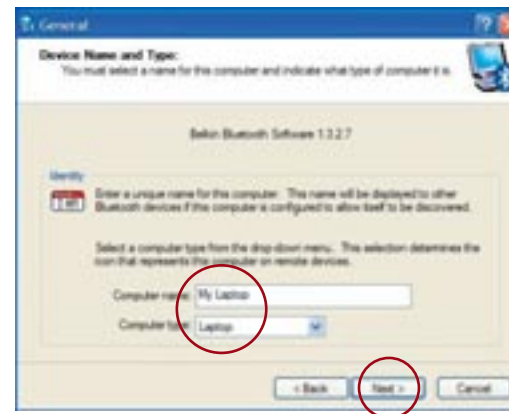 General
Device Name and Type:
You must select a name for this computer and indicate what type of computer it is.
Belkin Bluetooth Software 1.3.2.7
Identity
Enter a unique name for this computer. This name will be displayed to other
Bluetooth devices if this computer is configured to allow itself to be discovered.
Select a computer type from the drop-down menu. This selection determines the
icon that represents this computer on remote devices.
Computer name: My Laptop
Computer type: Laptop
< Back
Next >
Cancel